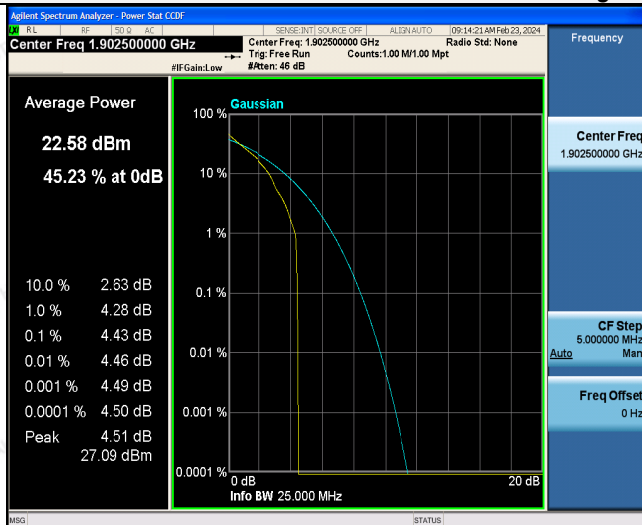 Agilent Spectrum Analyzer - Power Stat CCDF
LXI RL RF 50 Ω AC SENSE:INT SOURCE OFF ALIGN AUTO 09:14:21 AM Feb 23, 2024
Center Freq 1.902500000 GHz
Center Freq: 1.902500000 GHz Radio Std: None
Trig: Free Run Counts:1.00 M/1.00 Mpt
#IFGain:Low #Atten: 46 dB
Frequency
Average Power
22.58 dBm
45.23 % at 0dB
10.0 % 2.83 dB
1.0 % 4.28 dB
0.1 % 4.43 dB
0.01 % 4.46 dB
0.001 % 4.49 dB
0.0001 % 4.50 dB
Peak 4.51 dB
27.09 dBm
Gaussian
100 %
10 %
1 %
0.1 %
0.01 %
0.001 %
0.0001 %
0 dB 20 dB
Info BW 25.000 MHz
Center Freq
1.902500000 GHz
CF Step
5.000000 MHz
Auto Man
Freq Offset
0 Hz
MSG STATUS